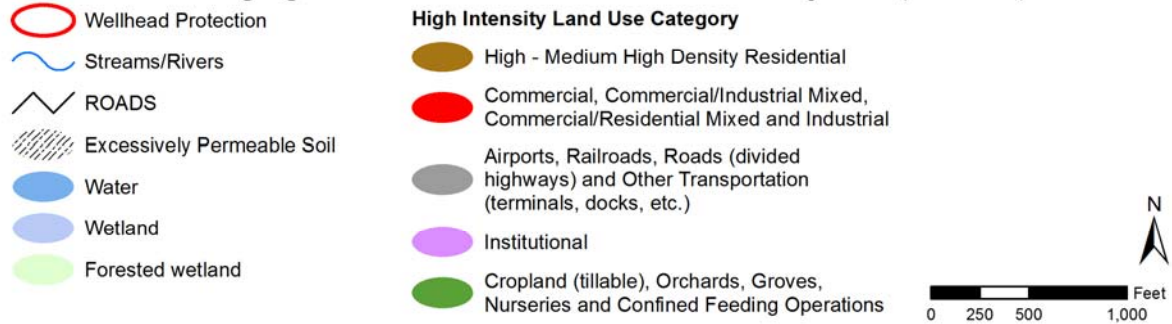 Wellhead Protection
Streams/Rivers
ROADS
Excessively Permeable Soil
Water
Wetland
Forested wetland
High Intensity Land Use Category
High - Medium High Density Residential
Commercial, Commercial/Industrial Mixed,
Commercial/Residential Mixed and Industrial
Airports, Railroads, Roads (divided
highways) and Other Transportation
(terminals, docks, etc.)
Institutional
Cropland (tillable), Orchards, Groves,
Nurseries and Confined Feeding Operations
N
Feet
0 250 500 1,000